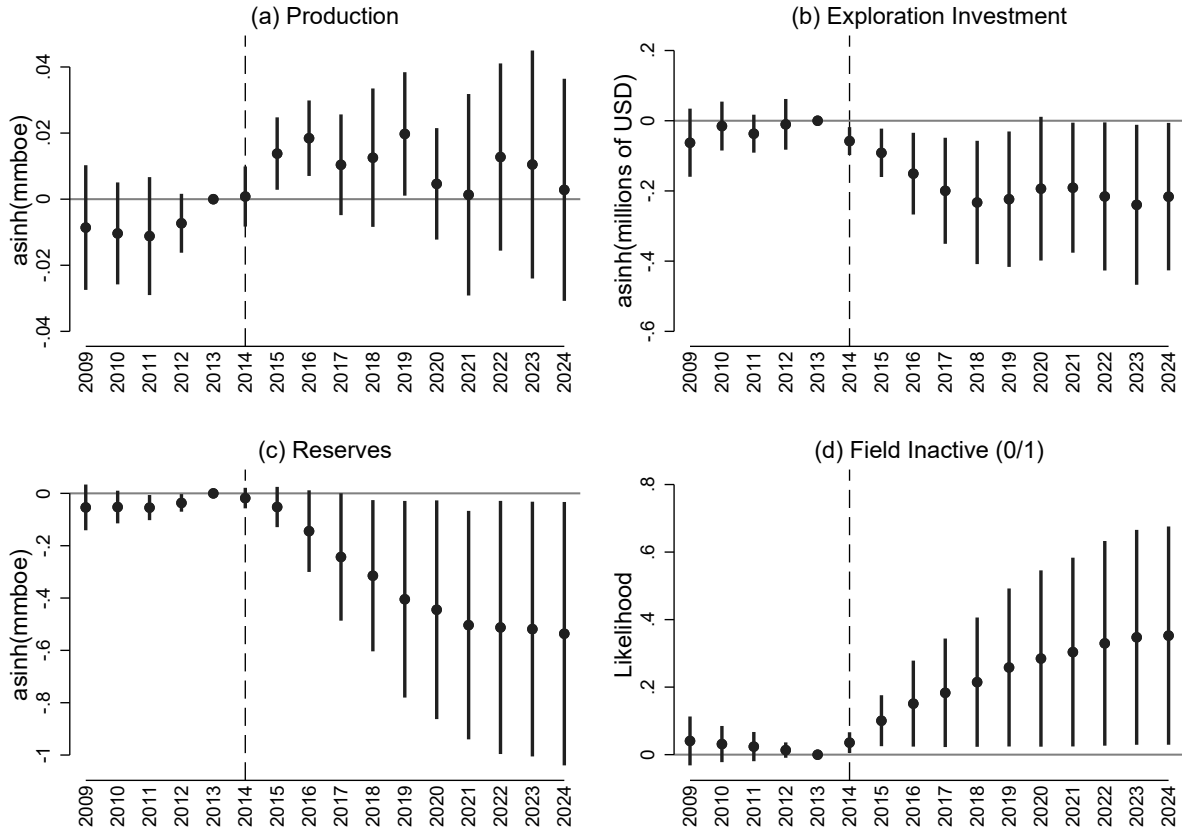 (a) Production
asinh(mmboe)
.04
.02
0
-.02
-.04
2009 2010 2011 2012 2013 2014 2015 2016 2017 2018 2019 2020 2021 2022 2023 2024
(b) Exploration Investment
asinh(millions of USD)
.2
0
-.2
-.4
-.6
2009 2010 2011 2012 2013 2014 2015 2016 2017 2018 2019 2020 2021 2022 2023 2024
(c) Reserves
asinh(mmboe)
0
-.2
-.4
-.6
-.8
-1
2009 2010 2011 2012 2013 2014 2015 2016 2017 2018 2019 2020 2021 2022 2023 2024
(d) Field Inactive (0/1)
Likelihood
.8
.6
.4
.2
0
2009 2010 2011 2012 2013 2014 2015 2016 2017 2018 2019 2020 2021 2022 2023 2024